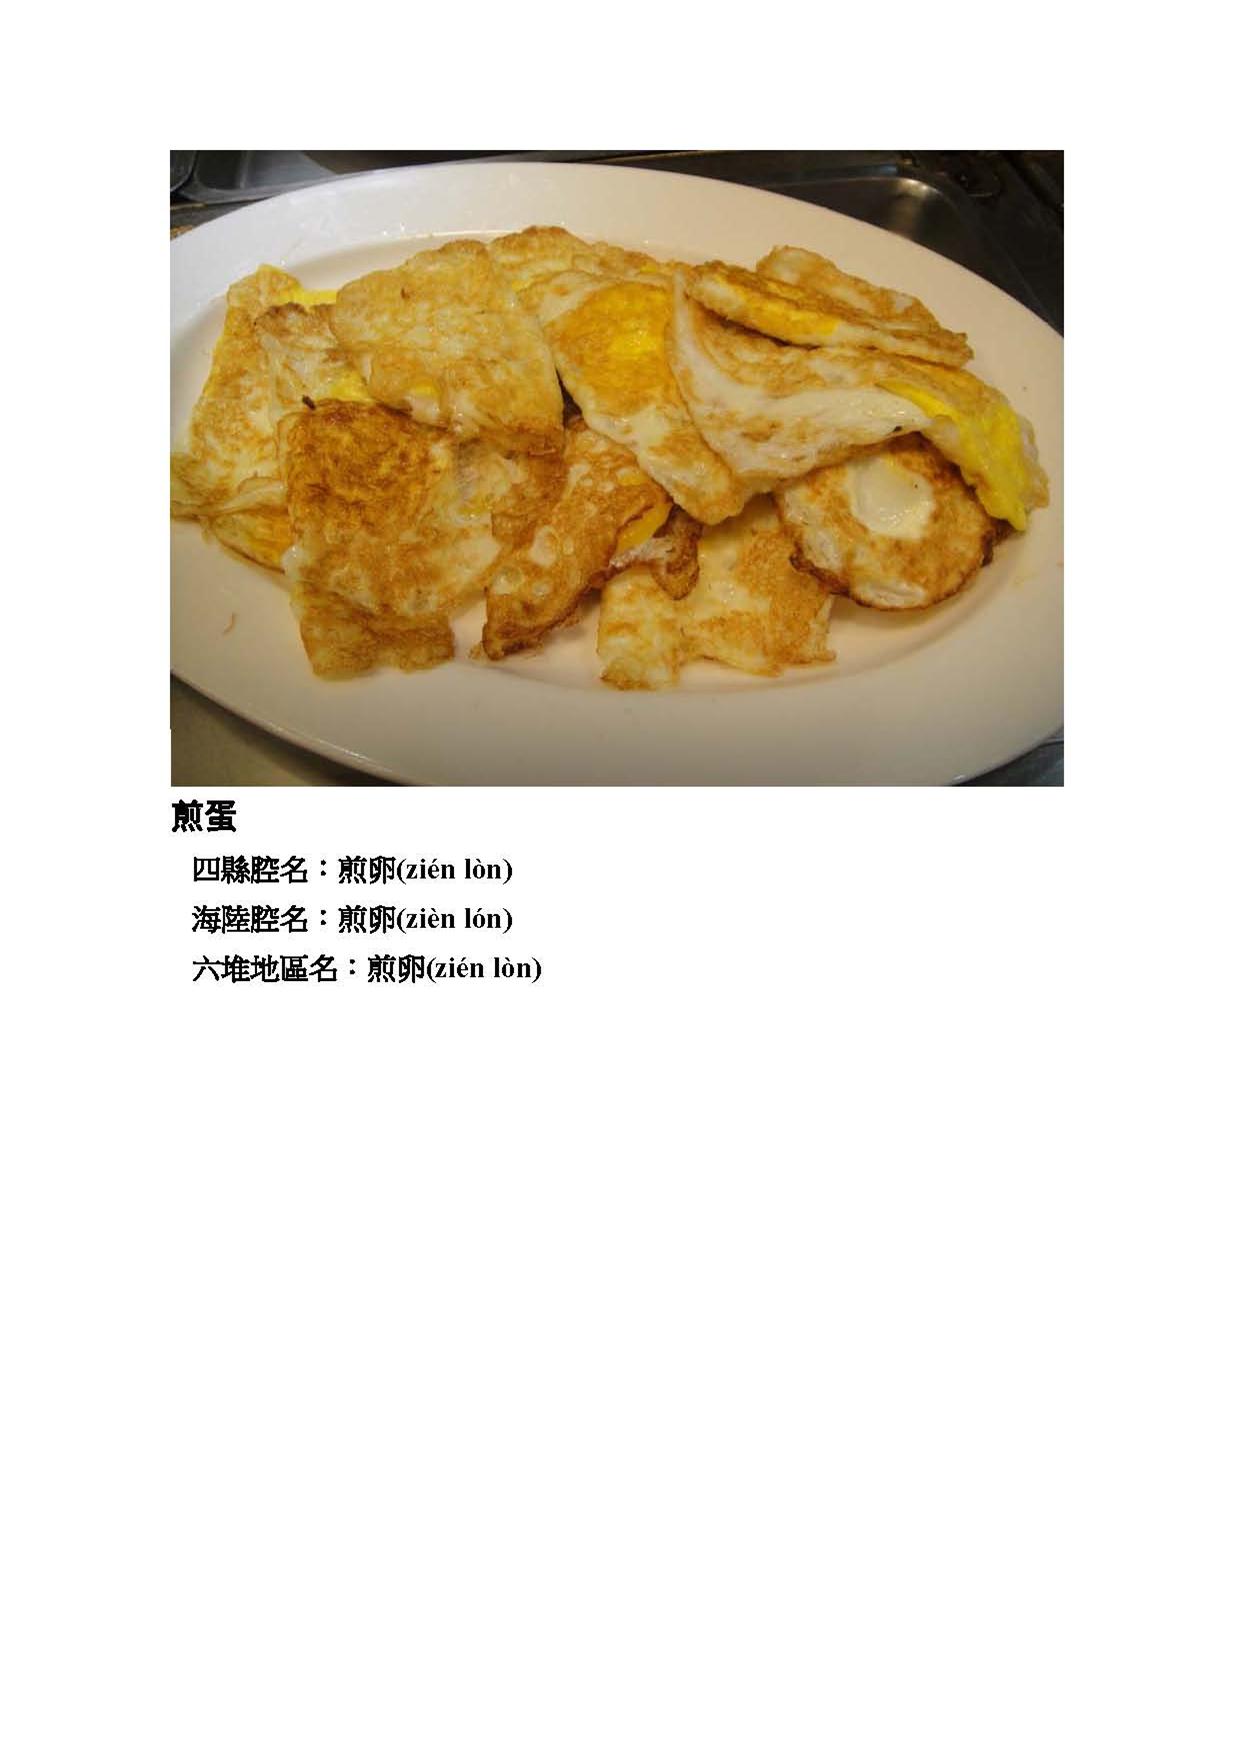 煎蛋
四縣腔名：煎卵(zién lòn)
海陸腔名：煎卵(zièn lón)
六堆地區名：煎卵(zién lòn)